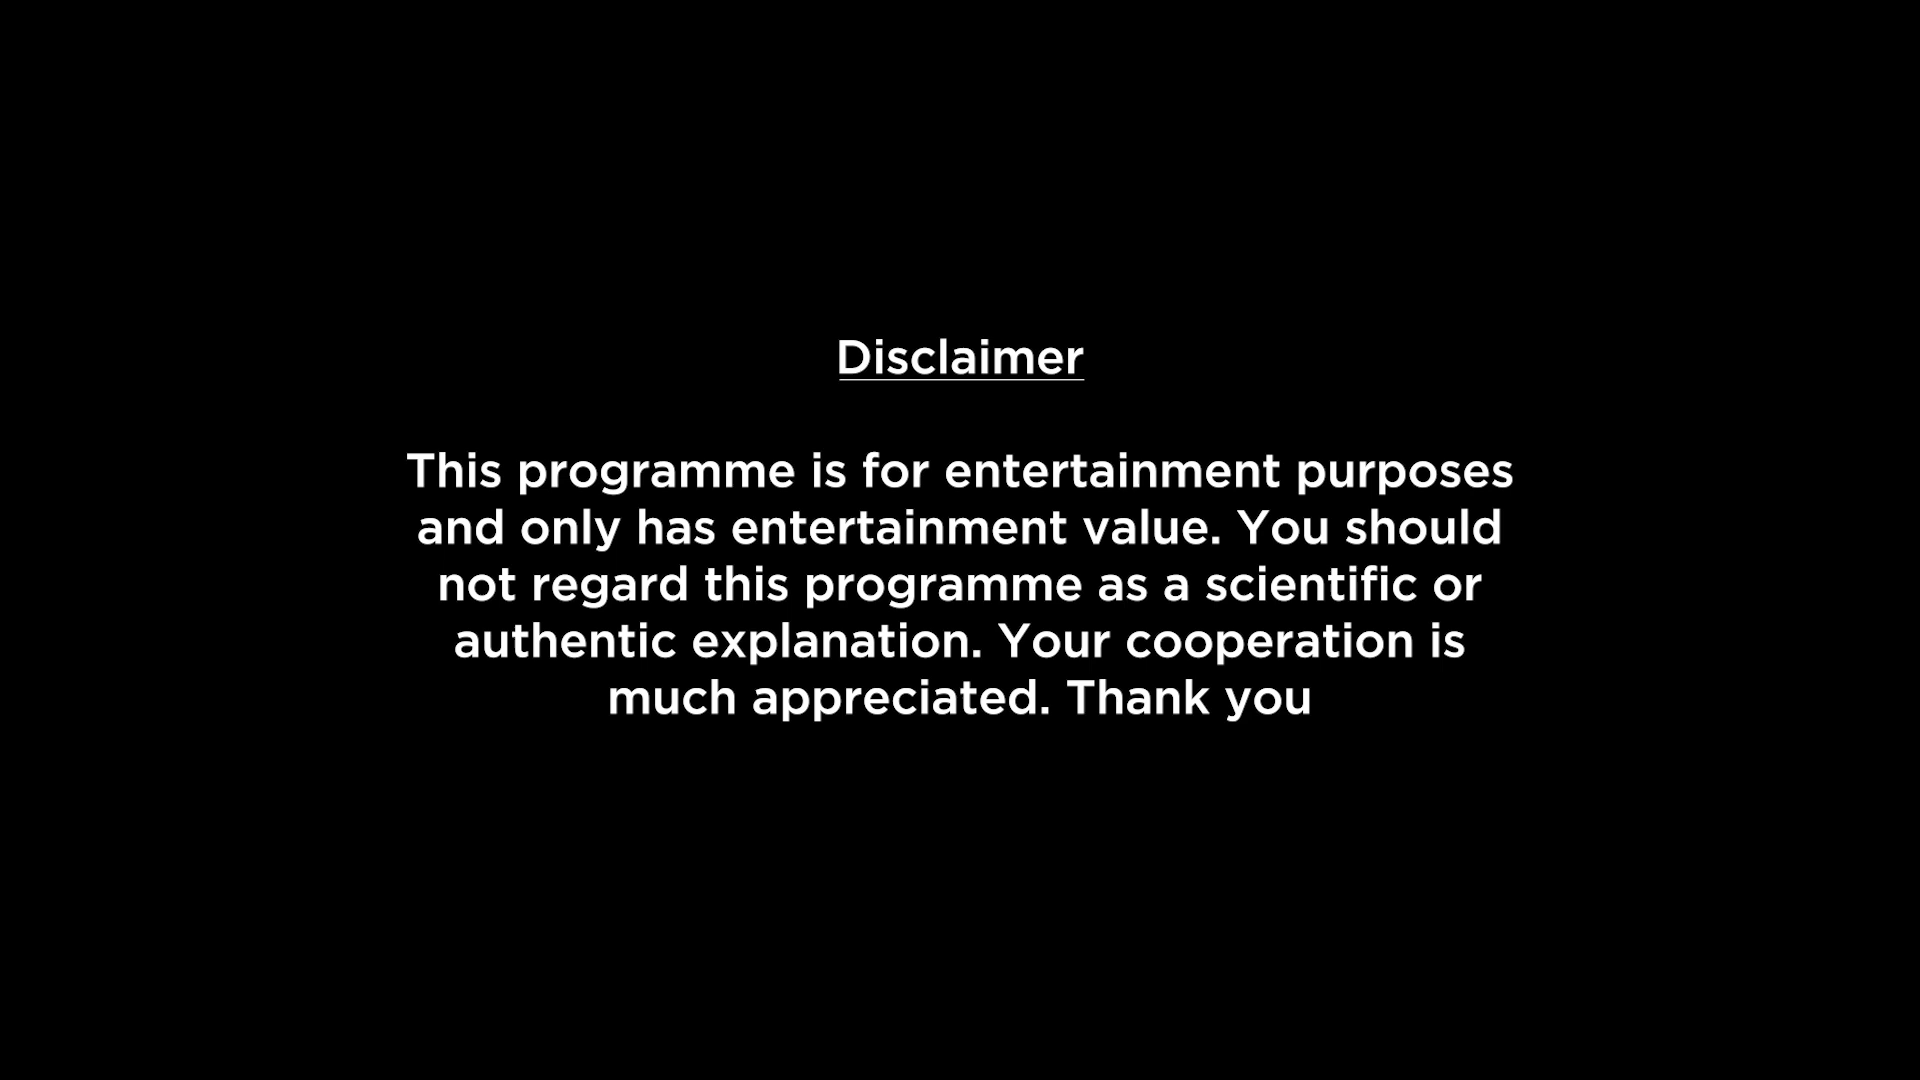 Disclaimer
This programme is for entertainment purposes
and only has entertainment value. You should
not regard this programme as a scientific or
authentic explanation. Your cooperation is
much appreciated. Thank you